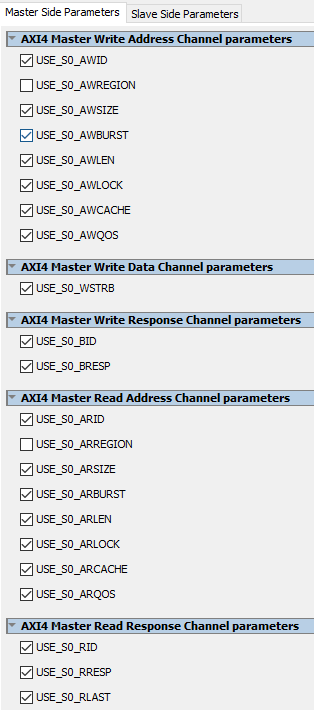 Master Side Parameters Slave Side Parameters
AXI4 Master Write Address Channel parameters
USE_S0_AWID
USE_S0_AWREGION
USE_S0_AWSIZE
USE_S0_AWBURST
USE_S0_AWLEN
USE_S0_AWLOCK
USE_S0_AWCACHE
USE_S0_AWQOS
AXI4 Master Write Data Channel parameters
USE_S0_WSTRB
AXI4 Master Write Response Channel parameters
USE_S0_BID
USE_S0_BRESP
AXI4 Master Read Address Channel parameters
USE_S0_ARID
USE_S0_ARREGION
USE_S0_ARSIZE
USE_S0_ARBURST
USE_S0_ARLEN
USE_S0_ARLOCK
USE_S0_ARCACHE
USE_S0_ARQOS
AXI4 Master Read Response Channel parameters
USE_S0_RID
USE_S0_RRESP
USE_S0_RLAST